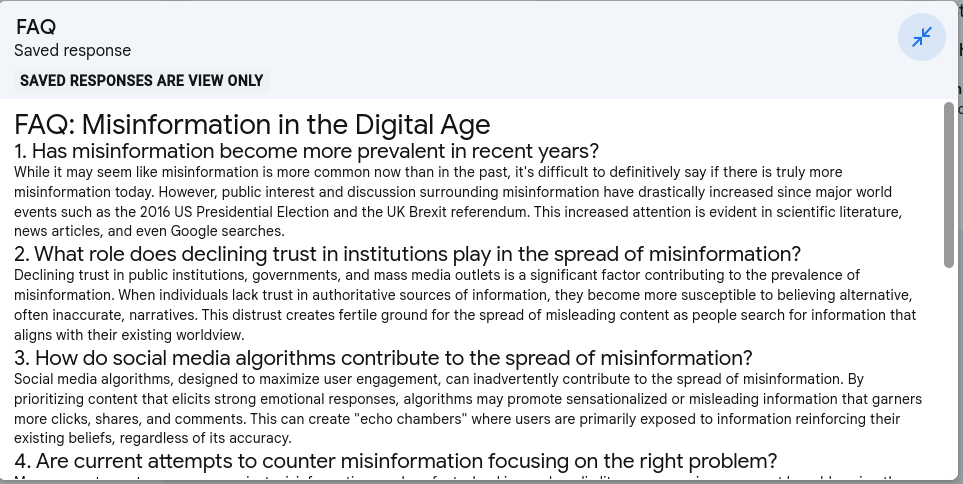 FAQ
Saved response
SAVED RESPONSES ARE VIEW ONLY
FAQ: Misinformation in the Digital Age
1. Has misinformation become more prevalent in recent years?
While it may seem like misinformation is more common now than in the past, it's difficult to definitively say if there is truly more
misinformation today. However, public interest and discussion surrounding misinformation have drastically increased since major world
events such as the 2016 US Presidential Election and the UK Brexit referendum. This increased attention is evident in scientific literature,
news articles, and even Google searches.
2. What role does declining trust in institutions play in the spread of misinformation?
Declining trust in public institutions, governments, and mass media outlets is a significant factor contributing to the prevalence of
misinformation. When individuals lack trust in authoritative sources of information, they become more susceptible to believing alternative,
often inaccurate, narratives. This distrust creates fertile ground for the spread of misleading content as people search for information that
aligns with their existing worldview.
3. How do social media algorithms contribute to the spread of misinformation?
Social media algorithms, designed to maximize user engagement, can inadvertently contribute to the spread of misinformation. By
prioritizing content that elicits strong emotional responses, algorithms may promote sensationalized or misleading information that garners
more clicks, shares, and comments. This can create "echo chambers" where users are primarily exposed to information reinforcing their
existing beliefs, regardless of its accuracy.
4. Are current attempts to counter misinformation focusing on the right problem?